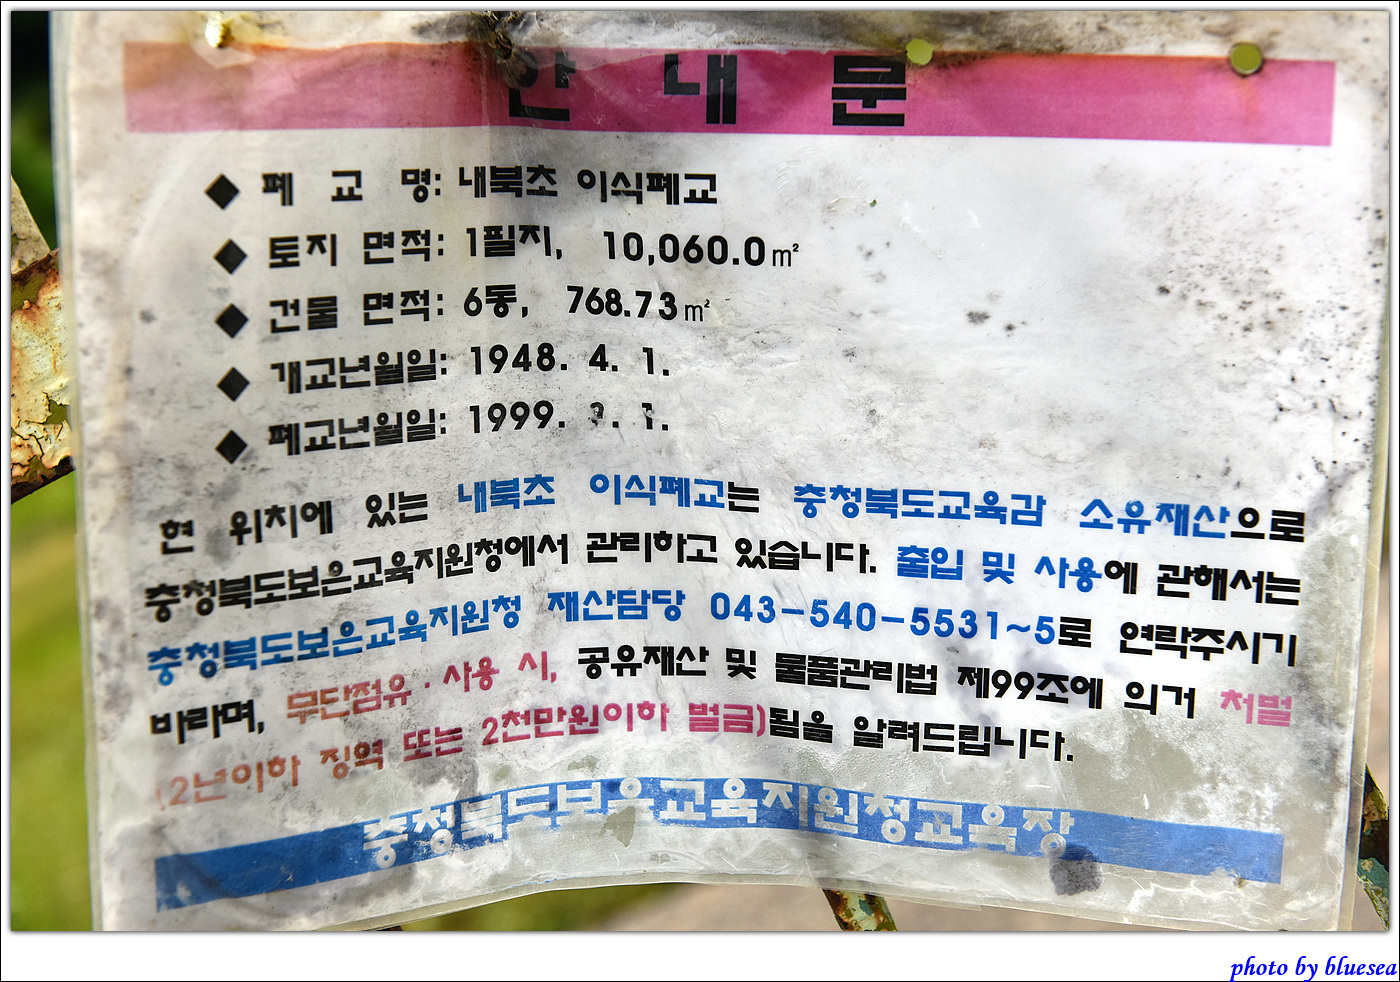 안 내 문
◆ 폐 교 명: 내북초 이식폐교
◆ 토지 면적: 1필지, 10,060.0㎡
◆ 건물 면적: 6동, 768.73㎡
◆ 개교년월일: 1948. 4. 1.
◆ 폐교년월일: 1999. . 1.
현 위치에 있는 내북초 이식폐교는 충청북도교육감 소유재산으로
충청북도보은교육지원청에서 관리하고 있습니다. 출입 및 사용에 관해서는
충청북도보은교육지원청 재산담당 043-540-5531~5로 연락주시기
바라며, 무단점유·사용 시, 공유재산 및 물품관리법 제99조에 의거 처벌
(2년이하 징역 또는 2천만원이하 벌금)됨을 알려드립니다.
충청북도보은교육지원청교육장
photo by bluesea